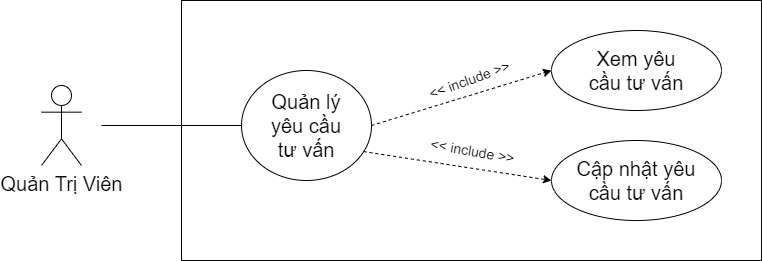 Quản Trị Viên
Quản lý
yêu cầu
tư vấn
<< include >>
Xem yêu
cầu tư vấn
<< include >>
Cập nhật yêu
cầu tư vấn